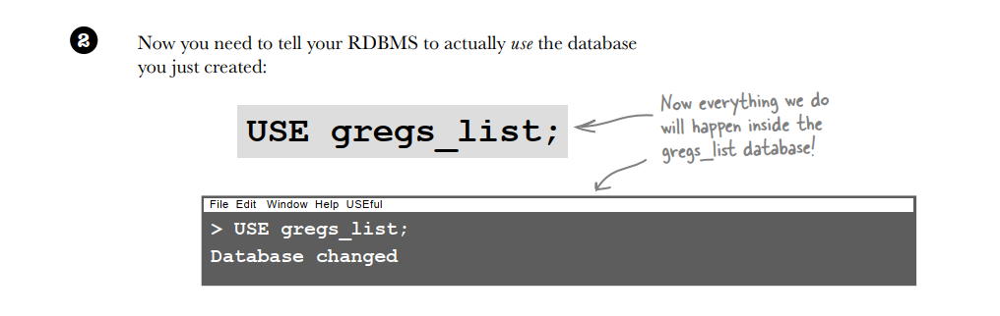 2
Now you need to tell your RDBMS to actually use the database
you just created:
USE gregs_list;
Now everything we do
will happen inside the
gregs_list database!
File Edit Window Help USEful
> USE gregs_list;
Database changed